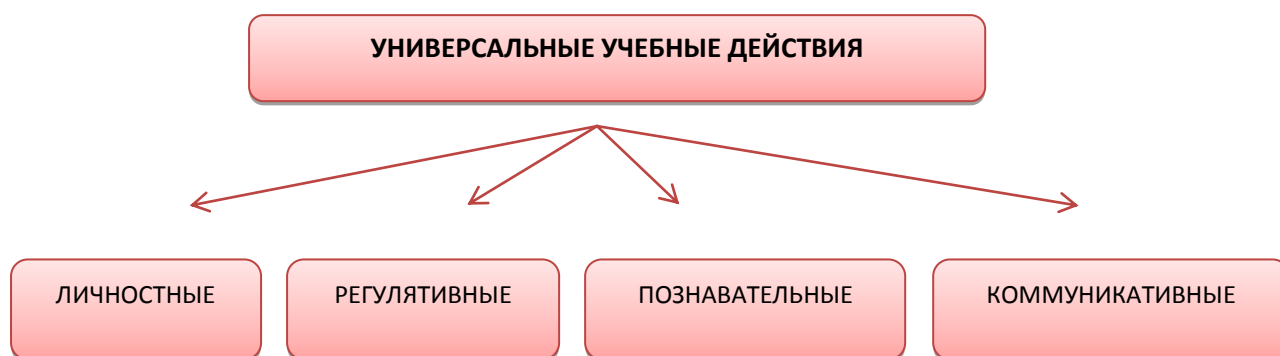 УНИВЕРСАЛЬНЫЕ УЧЕБНЫЕ ДЕЙСТВИЯ
ЛИЧНОСТНЫЕ
РЕГУЛЯТИВНЫЕ
ПОЗНАВАТЕЛЬНЫЕ
КОММУНИКАТИВНЫЕ